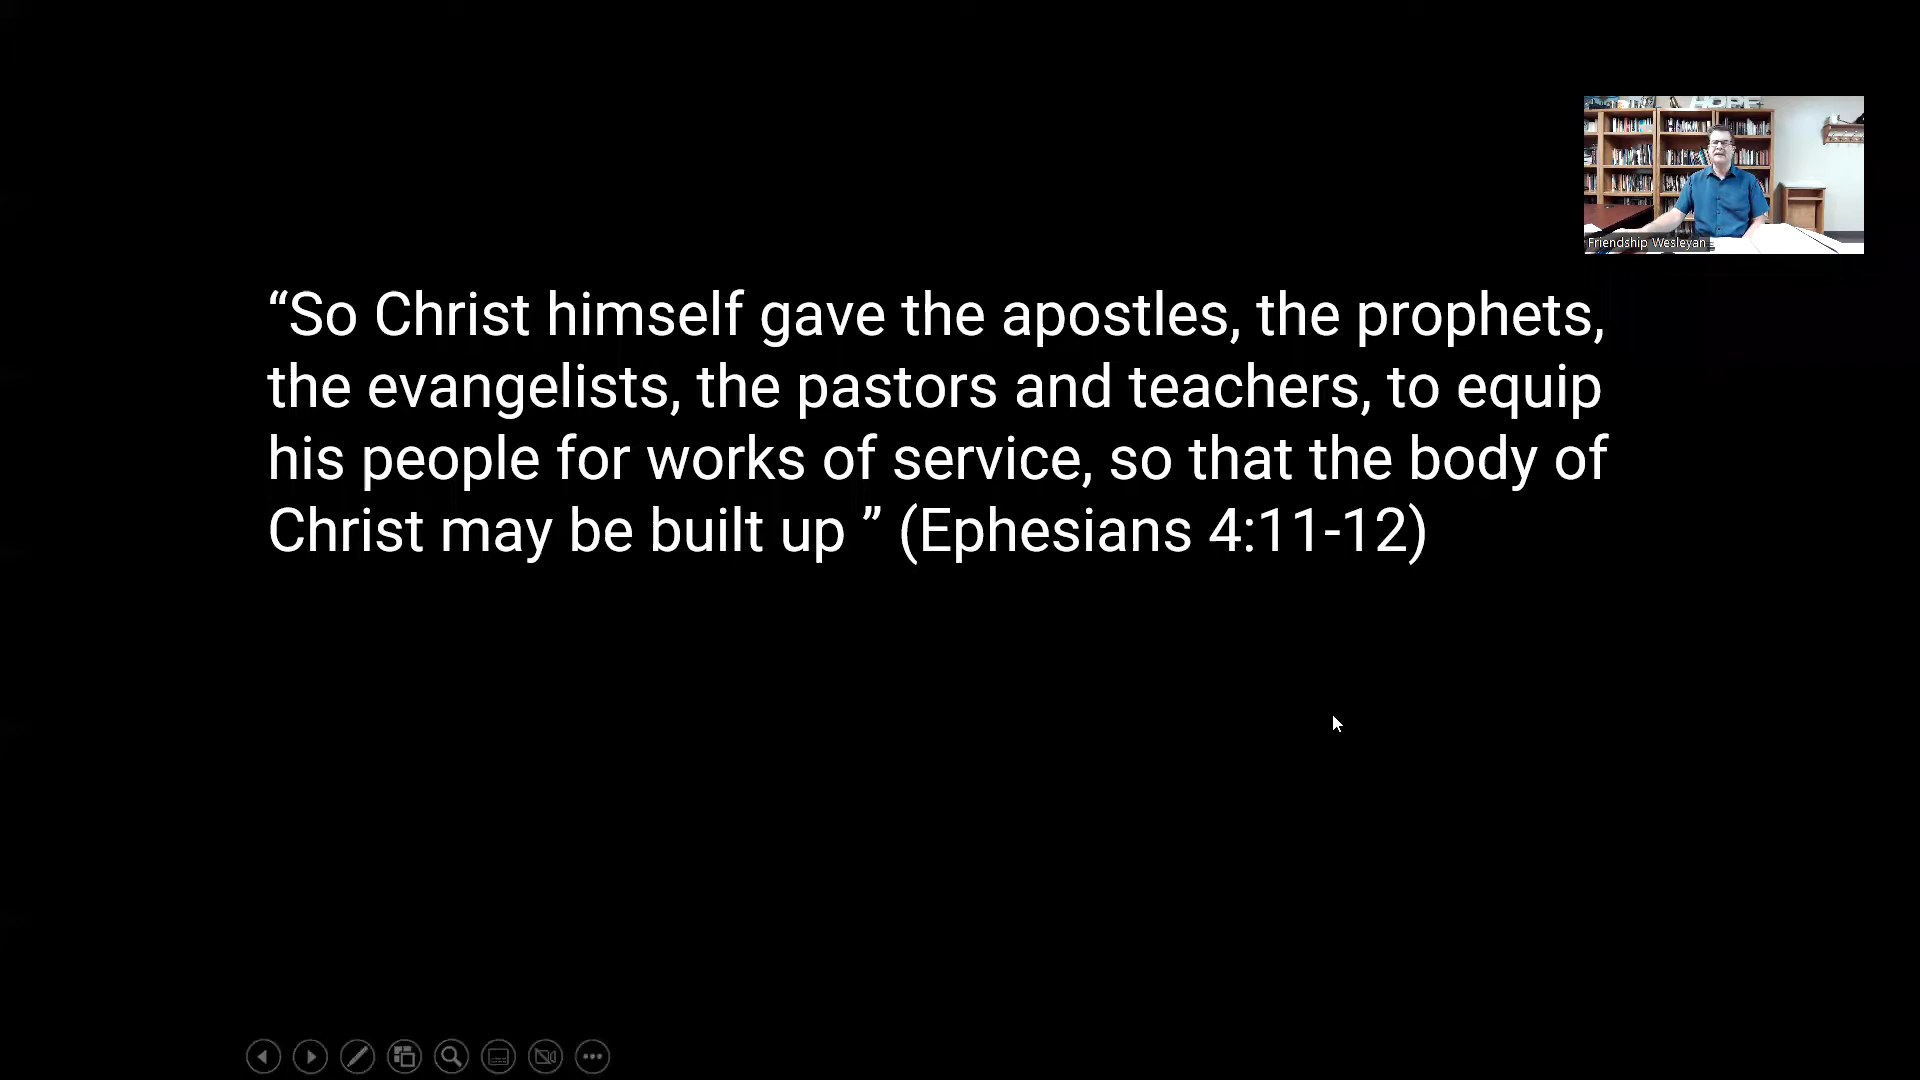 HOPE
Friendship Wesleyan
“So Christ himself gave the apostles, the prophets,
the evangelists, the pastors and teachers, to equip
his people for works of service, so that the body of
Christ may be built up ” (Ephesians 4:11-12)